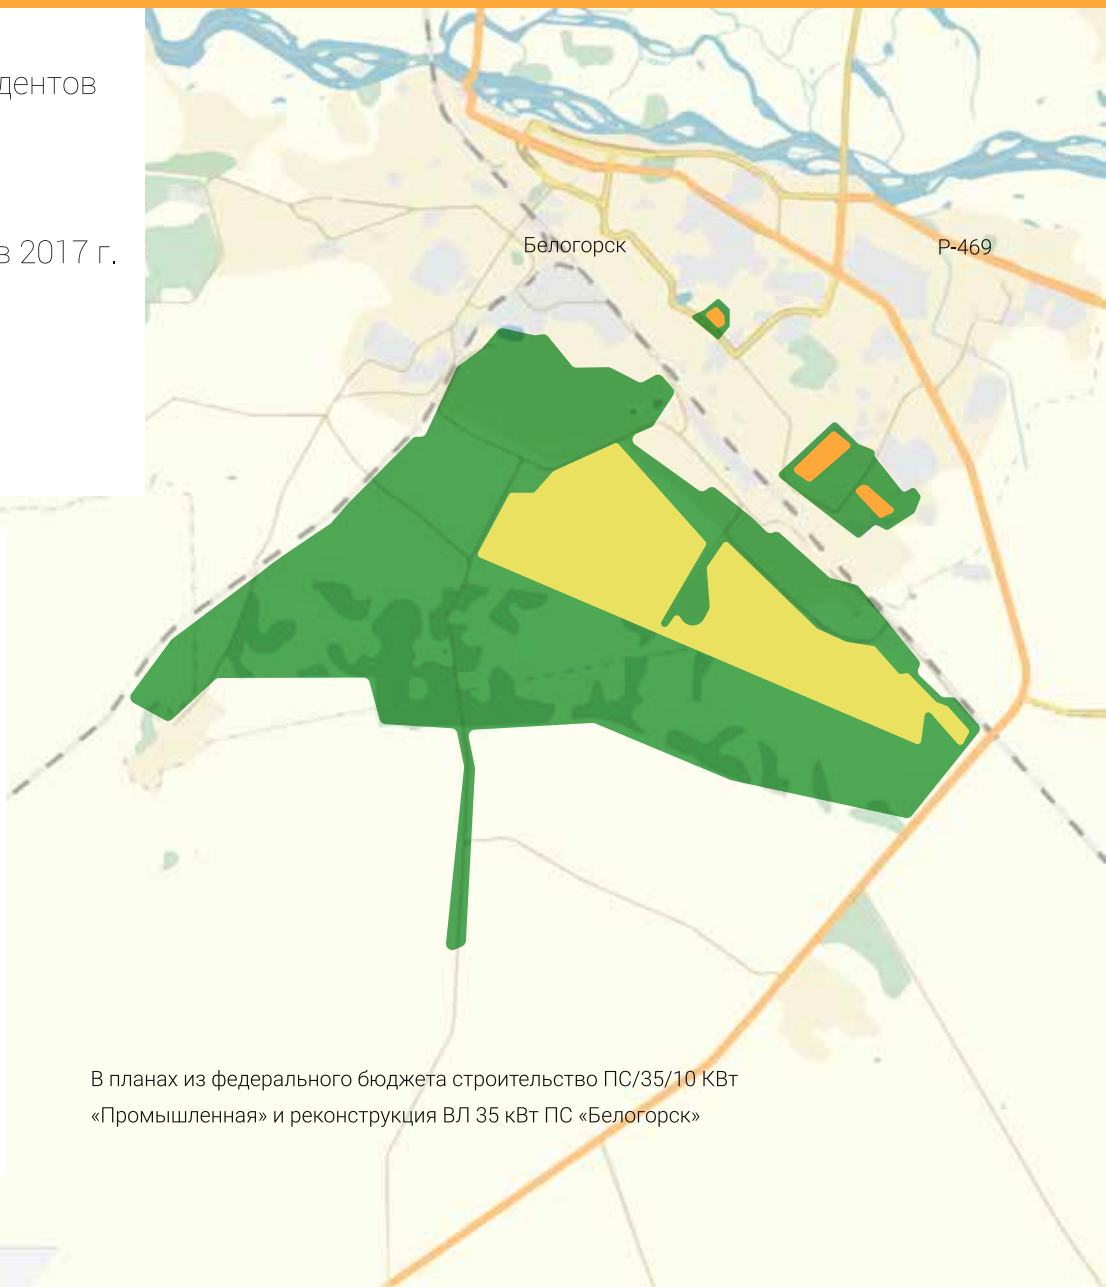 дентов
в 2017 г.
Белогорск
Р-469
В планах из федерального бюджета строительство ПС/35/10 КВт
«Промышленная» и реконструкция ВЛ 35 кВт ПС «Белогорск»